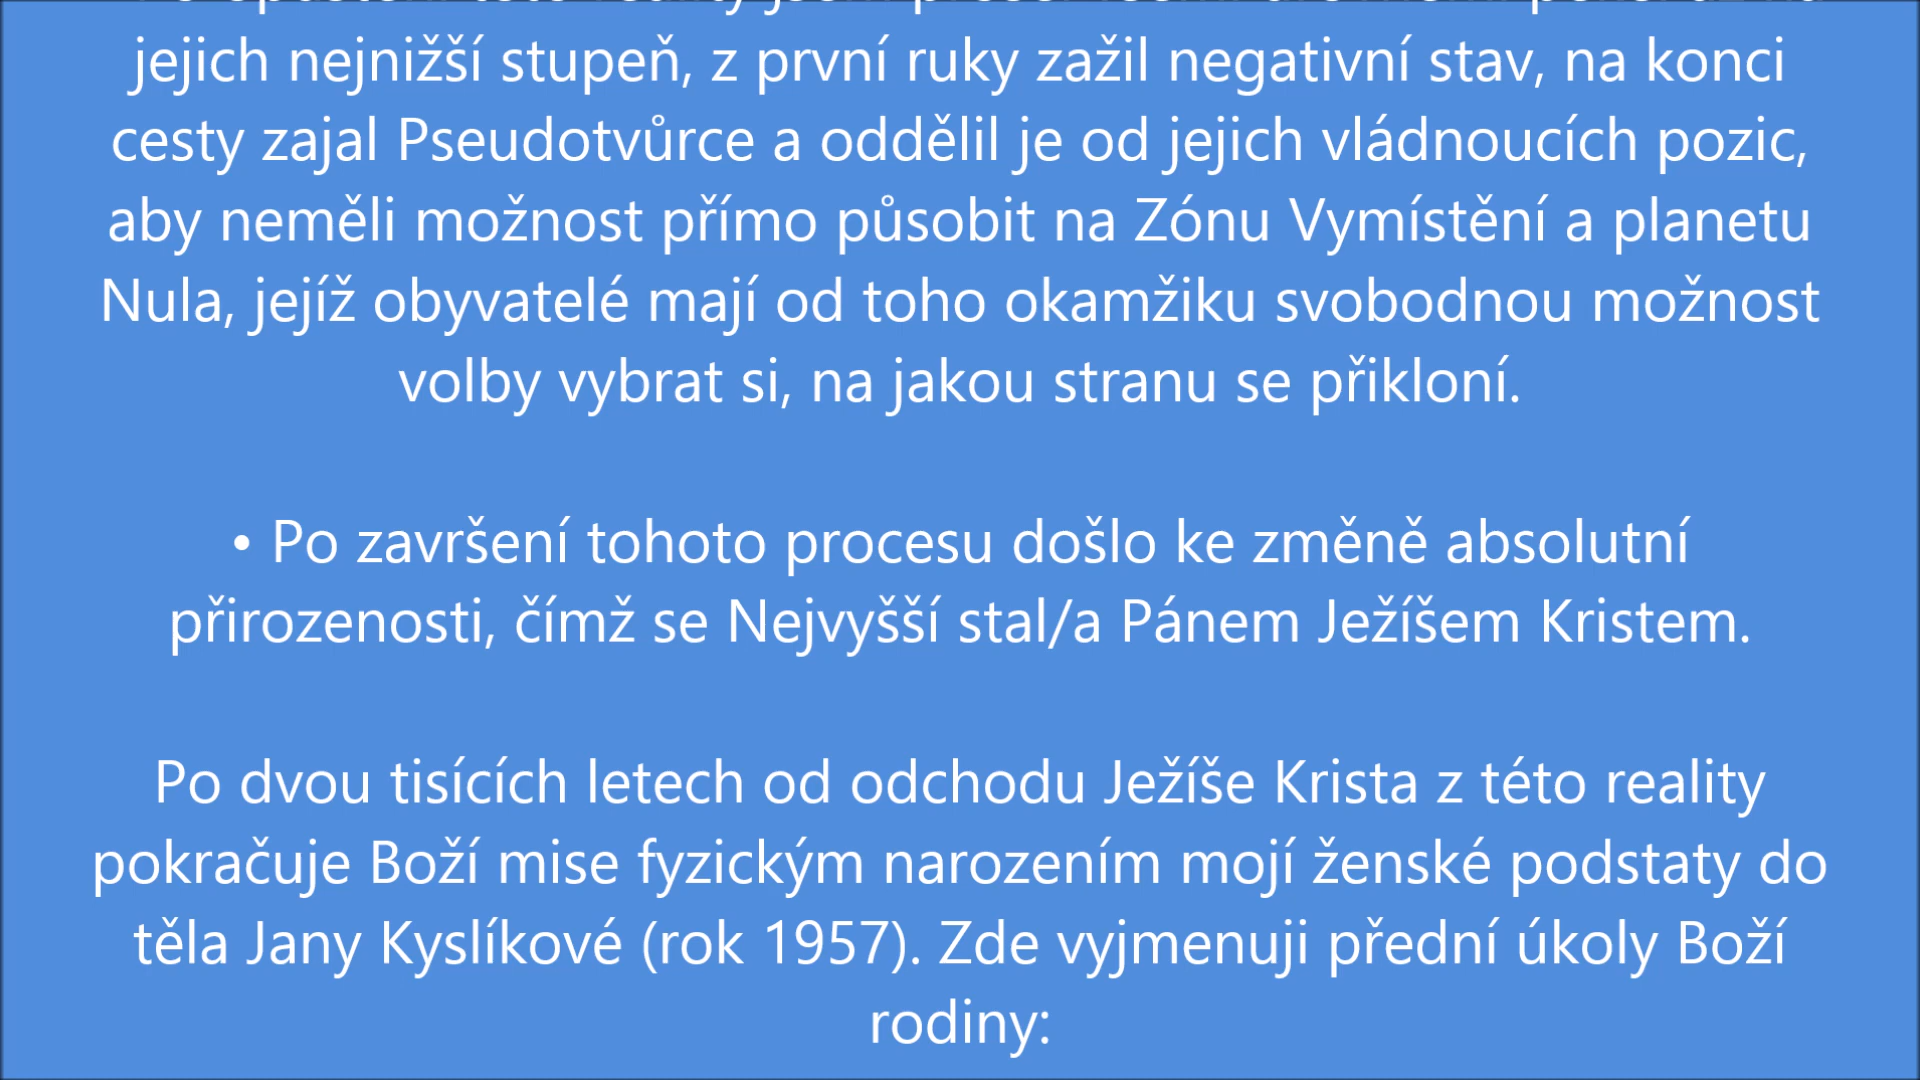 jejich nejnižší stupeň, z první ruky zažil negativní stav, na konci
cesty zajal Pseudotvůrce a oddělil je od jejich vládnoucích pozic,
aby neměli možnost přímo působit na Zónu Vymístění a planetu
Nula, jejíž obyvatelé mají od toho okamžiku svobodnou možnost
volby vybrat si, na jakou stranu se přikloní.
• Po završení tohoto procesu došlo ke změně absolutní
přirozenosti, čímž se Nejvyšší stal/a Pánem Ježíšem Kristem.
Po dvou tisících letech od odchodu Ježíše Krista z této reality
pokračuje Boží mise fyzickým narozením mojí ženské podstaty do
těla Jany Kyslíkové (rok 1957). Zde vyjmenuji přední úkoly Boží
rodiny: